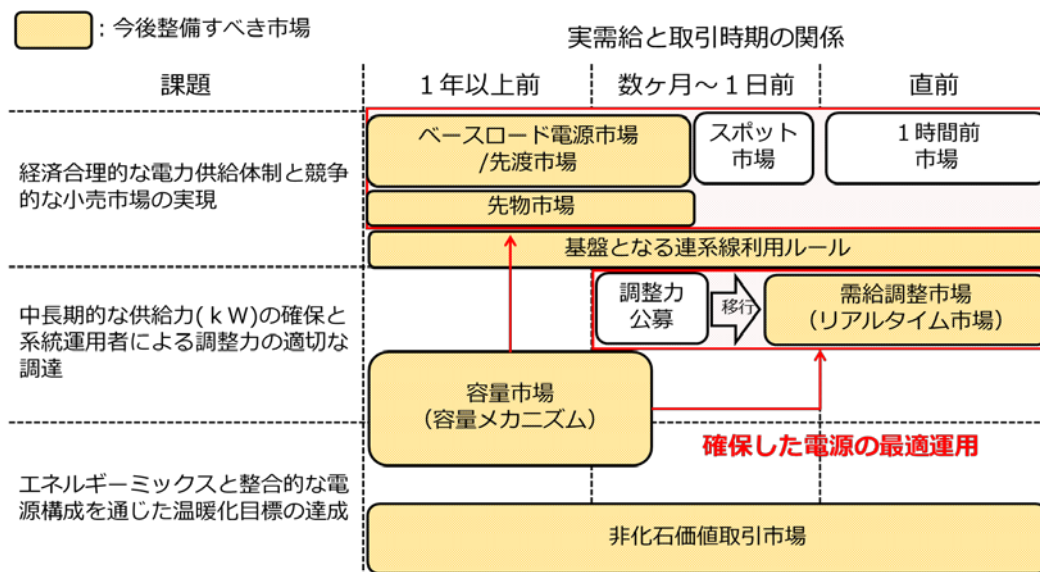 ：今後整備すべき市場
実需給と取引時期の関係
課題
１年以上前
数ヶ月～１日前
直前
経済合理的な電力供給体制と競争
的な小売市場の実現
ベースロード電源市場
/先渡市場
スポット
市場
１時間前
市場
先物市場
基盤となる連系線利用ルール
中長期的な供給力(ｋＷ)の確保と
系統運用者による調整力の適切な
調達
調整力
公募
移行
需給調整市場
（リアルタイム市場）
容量市場
（容量メカニズム）
確保した電源の最適運用
エネルギーミックスと整合的な電
源構成を通じた温暖化目標の達成
非化石価値取引市場